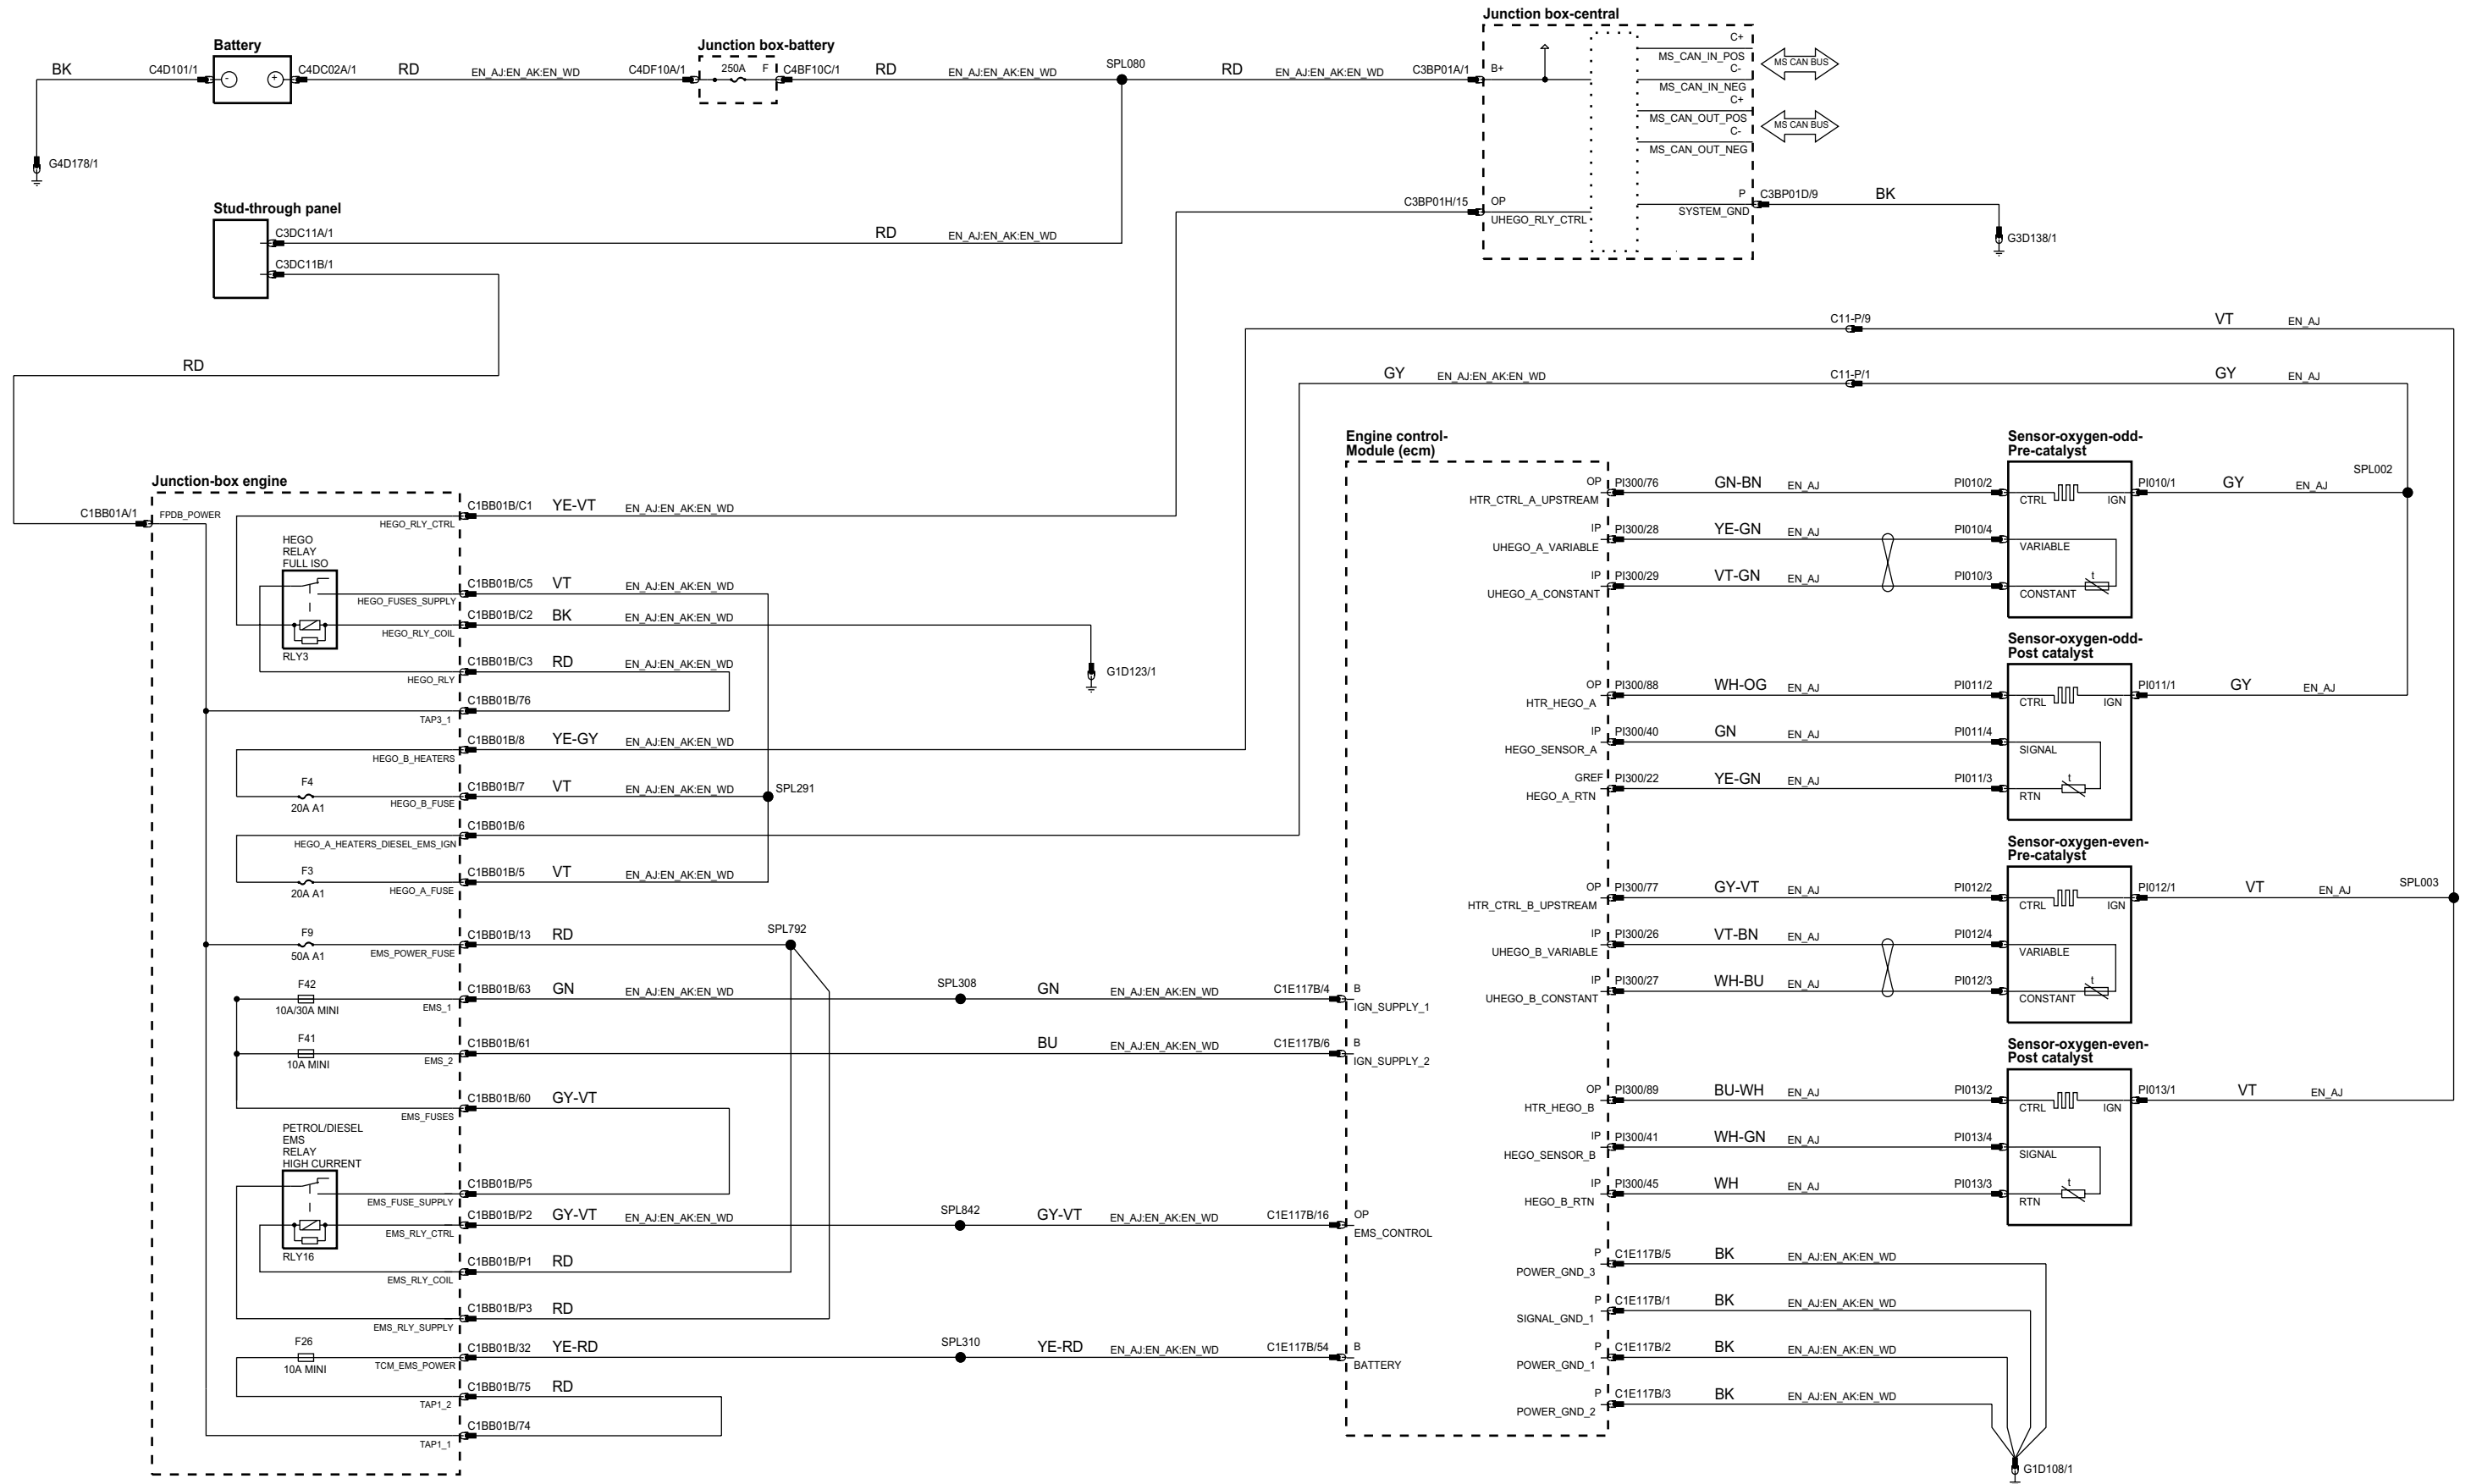 Junction box-central
Battery
Junction box-battery
BK
C4D101/1
-
+
C4DC02A/1
RD
EN_AJ:EN_AK:EN_WD
C4DF10A/1
250A
F
C4BF10C/1
RD
EN_AJ:EN_AK:EN_WD
SPL080
RD
EN_AJ:EN_AK:EN_WD
C3BP01A/1
B+
C+
MS_CAN_IN_POS
C-
MS_CAN_IN_NEG
C+
MS_CAN_OUT_POS
C-
MS_CAN_OUT_NEG
MS CAN BUS
MS CAN BUS
G4D178/1
Stud-through panel
C3DC11A/1
RD
EN_AJ:EN_AK:EN_WD
C3DC11B/1
C3BP01H/15
OP
UHEGO_RLY_CTRL
P
SYSTEM_GND
C3BP01D/9
BK
G3D138/1
RD
C11-P/9
VT
EN_AJ
GY
EN_AJ:EN_AK:EN_WD
C11-P/1
GY
EN_AJ
Junction-box engine
C1BB01A/1
FPDB_POWER
C1BB01B/C1
YE-VT
EN_AJ:EN_AK:EN_WD
HEGO_RLY_CTRL
HEGO
RELAY
FULL ISO
C1BB01B/C5
VT
EN_AJ:EN_AK:EN_WD
HEGO_FUSES_SUPPLY
C1BB01B/C2
BK
EN_AJ:EN_AK:EN_WD
HEGO_RLY_COIL
RLY3
C1BB01B/C3
RD
EN_AJ:EN_AK:EN_WD
HEGO_RLY
G1D123/1
C1BB01B/76
TAP3_1
C1BB01B/8
YE-GY
EN_AJ:EN_AK:EN_WD
HEGO_B_HEATERS
F4
20A A1
C1BB01B/7
VT
EN_AJ:EN_AK:EN_WD
HEGO_B_FUSE
SPL291
C1BB01B/6
HEGO_A_HEATERS_DIESEL_EMS_IGN
F3
20A A1
C1BB01B/5
VT
EN_AJ:EN_AK:EN_WD
HEGO_A_FUSE
F9
50A A1
C1BB01B/13
RD
EMS_POWER_FUSE
SPL792
F42
10A/30A MINI
C1BB01B/63
GN
EN_AJ:EN_AK:EN_WD
EMS_1
SPL308
GN
EN_AJ:EN_AK:EN_WD
C1E117B/4
B
IGN_SUPPLY_1
F41
10A MINI
C1BB01B/61
EMS_2
BU
EN_AJ:EN_AK:EN_WD
C1E117B/6
B
IGN_SUPPLY_2
C1BB01B/60
GY-VT
EMS_FUSES
PETROL/DIESEL
EMS
RELAY
HIGH CURRENT
C1BB01B/P5
EMS_FUSE_SUPPLY
C1BB01B/P2
GY-VT
EN_AJ:EN_AK:EN_WD
EMS_RLY_CTRL
SPL842
GY-VT
EN_AJ:EN_AK:EN_WD
C1E117B/16
OP
EMS_CONTROL
RLY16
C1BB01B/P1
RD
EMS_RLY_COIL
C1BB01B/P3
RD
EMS_RLY_SUPPLY
F26
10A MINI
C1BB01B/32
YE-RD
TCM_EMS_POWER
SPL310
YE-RD
EN_AJ:EN_AK:EN_WD
C1E117B/54
B
BATTERY
C1BB01B/75
RD
TAP1_2
C1BB01B/74
TAP1_1
Engine control-
Module (ecm)
OP
PI300/76
GN-BN
EN_AJ
HTR_CTRL_A_UPSTREAM
IP
PI300/28
YE-GN
EN_AJ
UHEGO_A_VARIABLE
IP
PI300/29
VT-GN
EN_AJ
UHEGO_A_CONSTANT
OP
PI300/88
WH-OG
EN_AJ
HTR_HEGO_A
IP
PI300/40
GN
EN_AJ
HEGO_SENSOR_A
GREF
PI300/22
YE-GN
EN_AJ
HEGO_A_RTN
OP
PI300/77
GY-VT
EN_AJ
HTR_CTRL_B_UPSTREAM
IP
PI300/26
VT-BN
EN_AJ
UHEGO_B_VARIABLE
IP
PI300/27
WH-BU
EN_AJ
UHEGO_B_CONSTANT
OP
PI300/89
BU-WH
EN_AJ
HTR_HEGO_B
IP
PI300/41
WH-GN
EN_AJ
HEGO_SENSOR_B
IP
PI300/45
WH
EN_AJ
HEGO_B_RTN
P
C1E117B/5
BK
EN_AJ:EN_AK:EN_WD
POWER_GND_3
P
C1E117B/1
BK
EN_AJ:EN_AK:EN_WD
SIGNAL_GND_1
P
C1E117B/2
BK
EN_AJ:EN_AK:EN_WD
POWER_GND_1
P
C1E117B/3
BK
EN_AJ:EN_AK:EN_WD
POWER_GND_2
G1D108/1
Sensor-oxygen-odd-
Pre-catalyst
PI010/2
CTRL
IGN
PI010/1
GY
EN_AJ
SPL002
PI010/4
VARIABLE
PI010/3
CONSTANT
t
Sensor-oxygen-odd-
Post catalyst
PI011/2
CTRL
IGN
PI011/1
GY
EN_AJ
PI011/4
SIGNAL
PI011/3
RTN
t
Sensor-oxygen-even-
Pre-catalyst
PI012/2
CTRL
IGN
PI012/1
VT
EN_AJ
SPL003
PI012/4
VARIABLE
PI012/3
CONSTANT
t
Sensor-oxygen-even-
Post catalyst
PI013/2
CTRL
IGN
PI013/1
VT
EN_AJ
PI013/4
SIGNAL
PI013/3
RTN
t